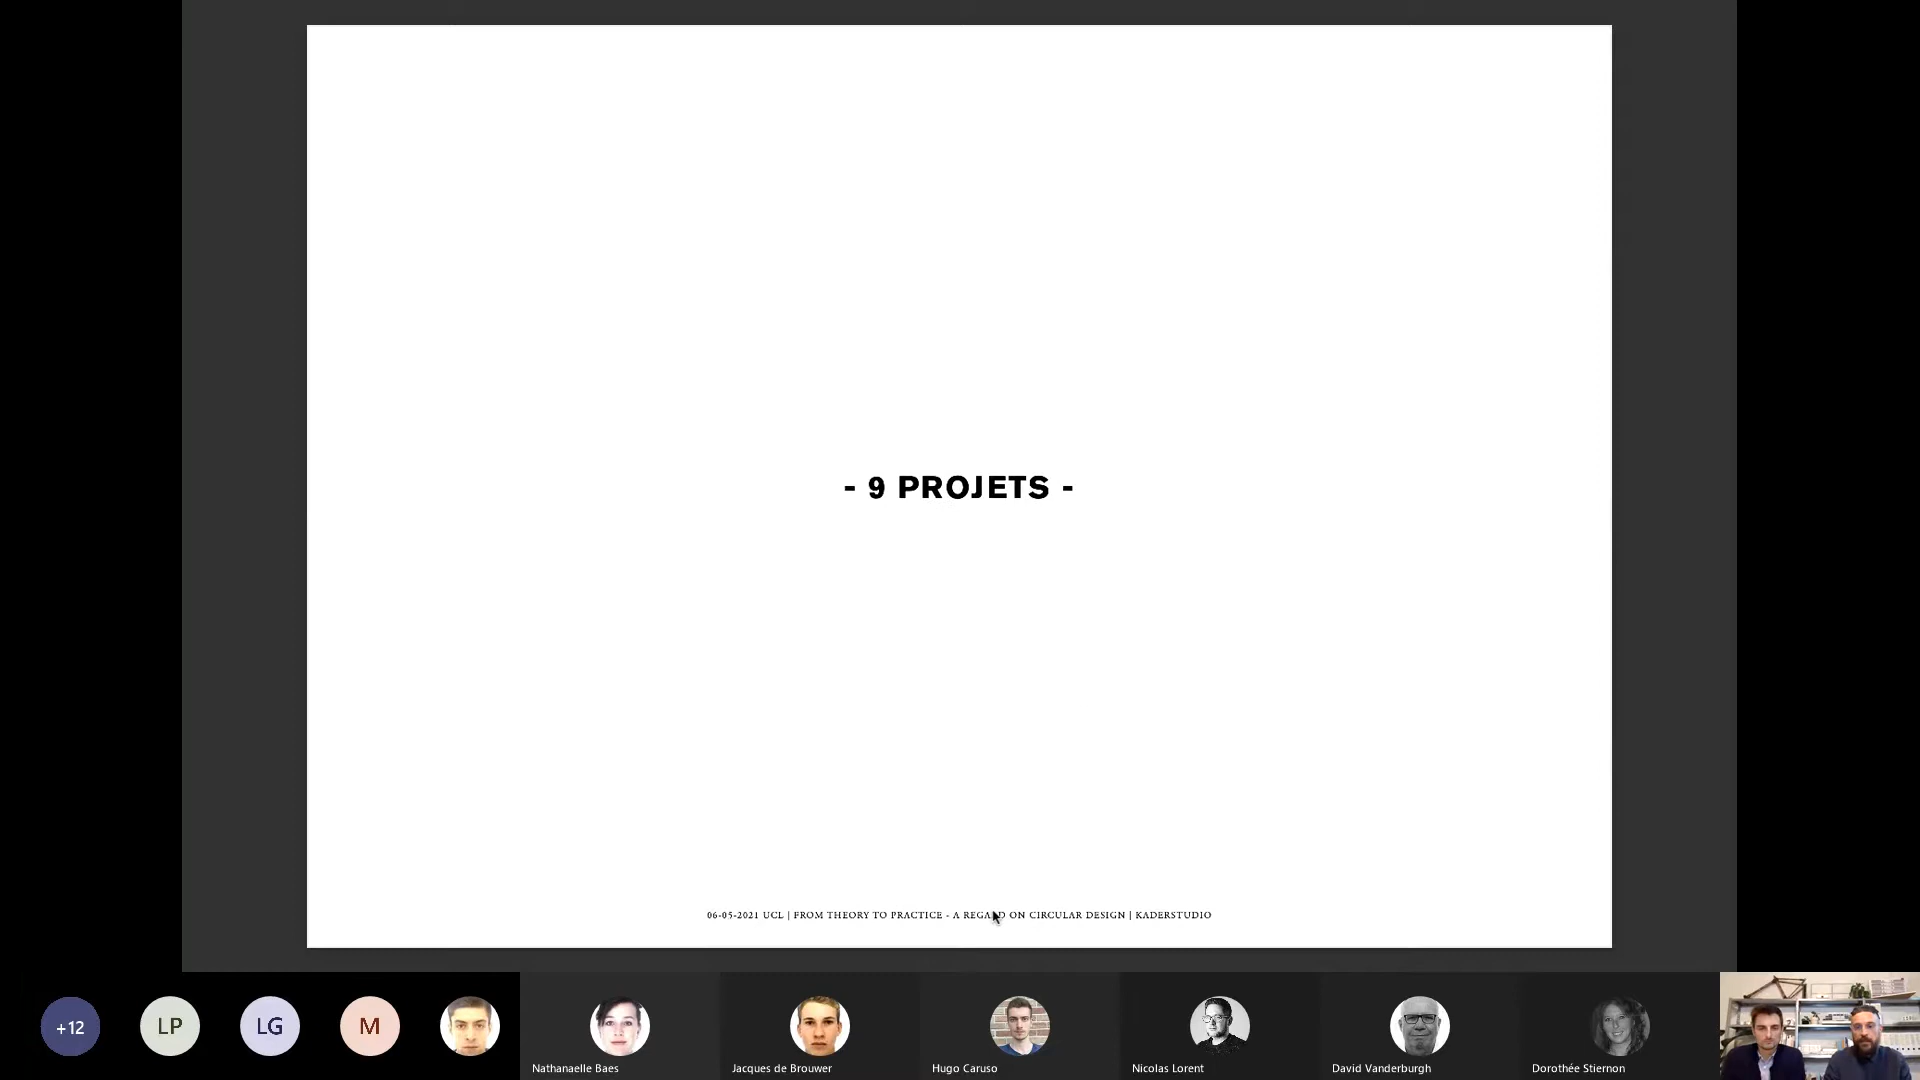 - 9 PROJETS -
06-05-2021 UCL | FROM THEORY TO PRACTICE - A REGARD ON CIRCULAR DESIGN | KADERSTUDIO
+12
LP
LG
M
Nathanaelle Baes
Jacques de Brouwer
Hugo Caruso
Nicolas Lorent
David Vanderburgh
Dorothée Stiernon